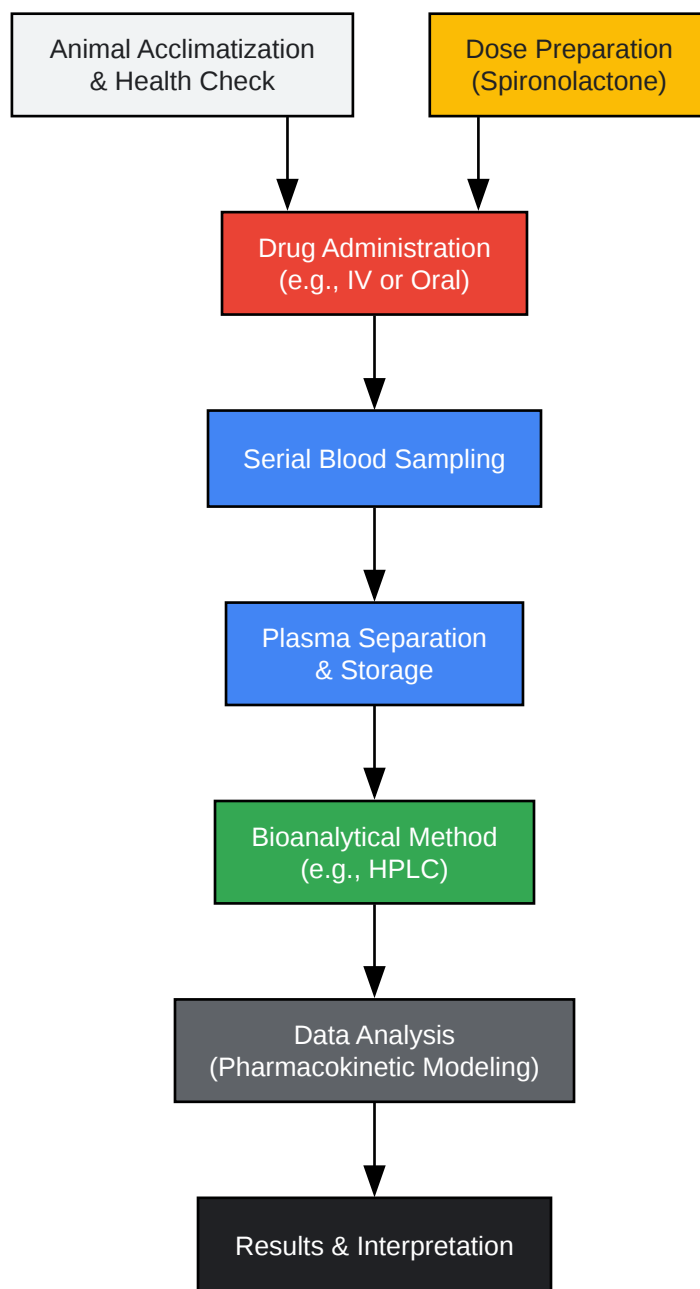 Animal Acclimatization
& Health Check
Dose Preparation
(Spironolactone)
Drug Administration
(e.g., IV or Oral)
Serial Blood Sampling
Plasma Separation
& Storage
Bioanalytical Method
(e.g., HPLC)
Data Analysis
(Pharmacokinetic Modeling)
Results & Interpretation